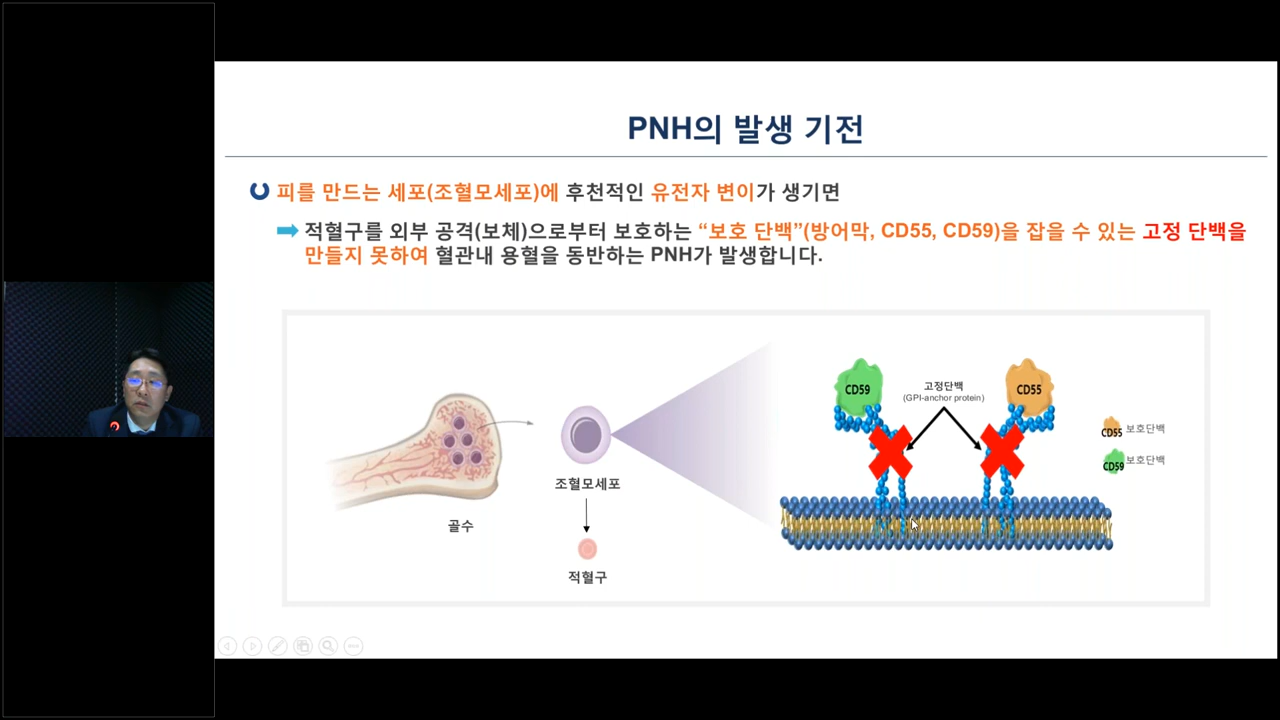 PNH의 발생 기전
피를 만드는 세포(조혈모세포)에 후천적인 유전자 변이가 생기면
적혈구를 외부 공격(보체)으로부터 보호하는 “보호 단백”(방어막, CD55, CD59)을 잡을 수 있는 고정 단백을
만들지 못하여 혈관내 용혈을 동반하는 PNH가 발생합니다.
CD59
고정단백
(GPI-anchor protein)
CD55
CD55 보호단백
CD59 보호단백
조혈모세포
골수
적혈구